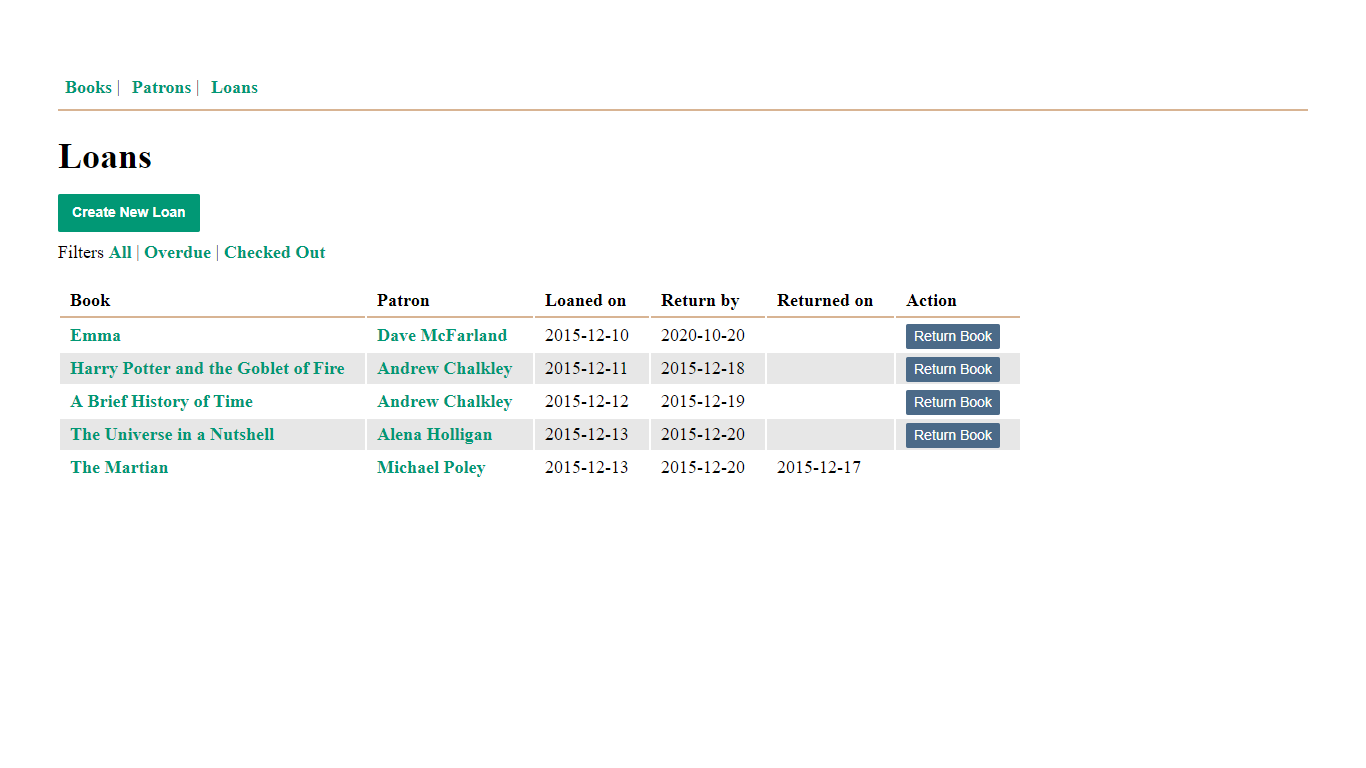 Books | Patrons | Loans
Loans
Create New Loan
Filters All | Overdue | Checked Out
Book Patron Loaned on Return by Returned on Action
Emma Dave McFarland 2015-12-10 2020-10-20 Return Book
Harry Potter and the Goblet of Fire Andrew Chalkley 2015-12-11 2015-12-18 Return Book
A Brief History of Time Andrew Chalkley 2015-12-12 2015-12-19 Return Book
The Universe in a Nutshell Alena Holligan 2015-12-13 2015-12-20 Return Book
The Martian Michael Poley 2015-12-13 2015-12-20 2015-12-17